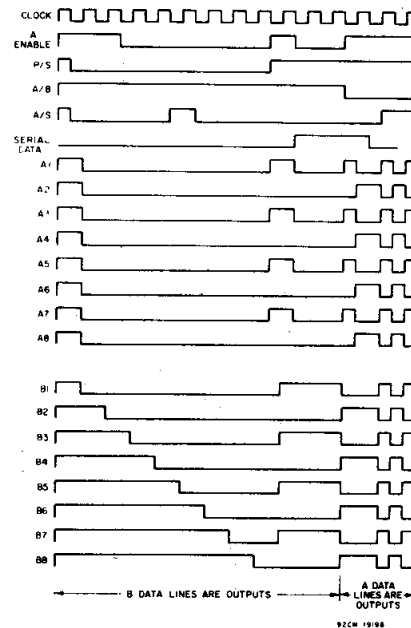 CLOCK
A
ENABLE
P/S
A/B
A/S
SERIAL
DATA
A1
A2
A3
A4
A5
A6
A7
A8
B1
B2
B3
B4
B5
B6
B7
B8
B DATA LINES ARE OUTPUTS
A DATA
LINES ARE
OUTPUTS
92CM 19198